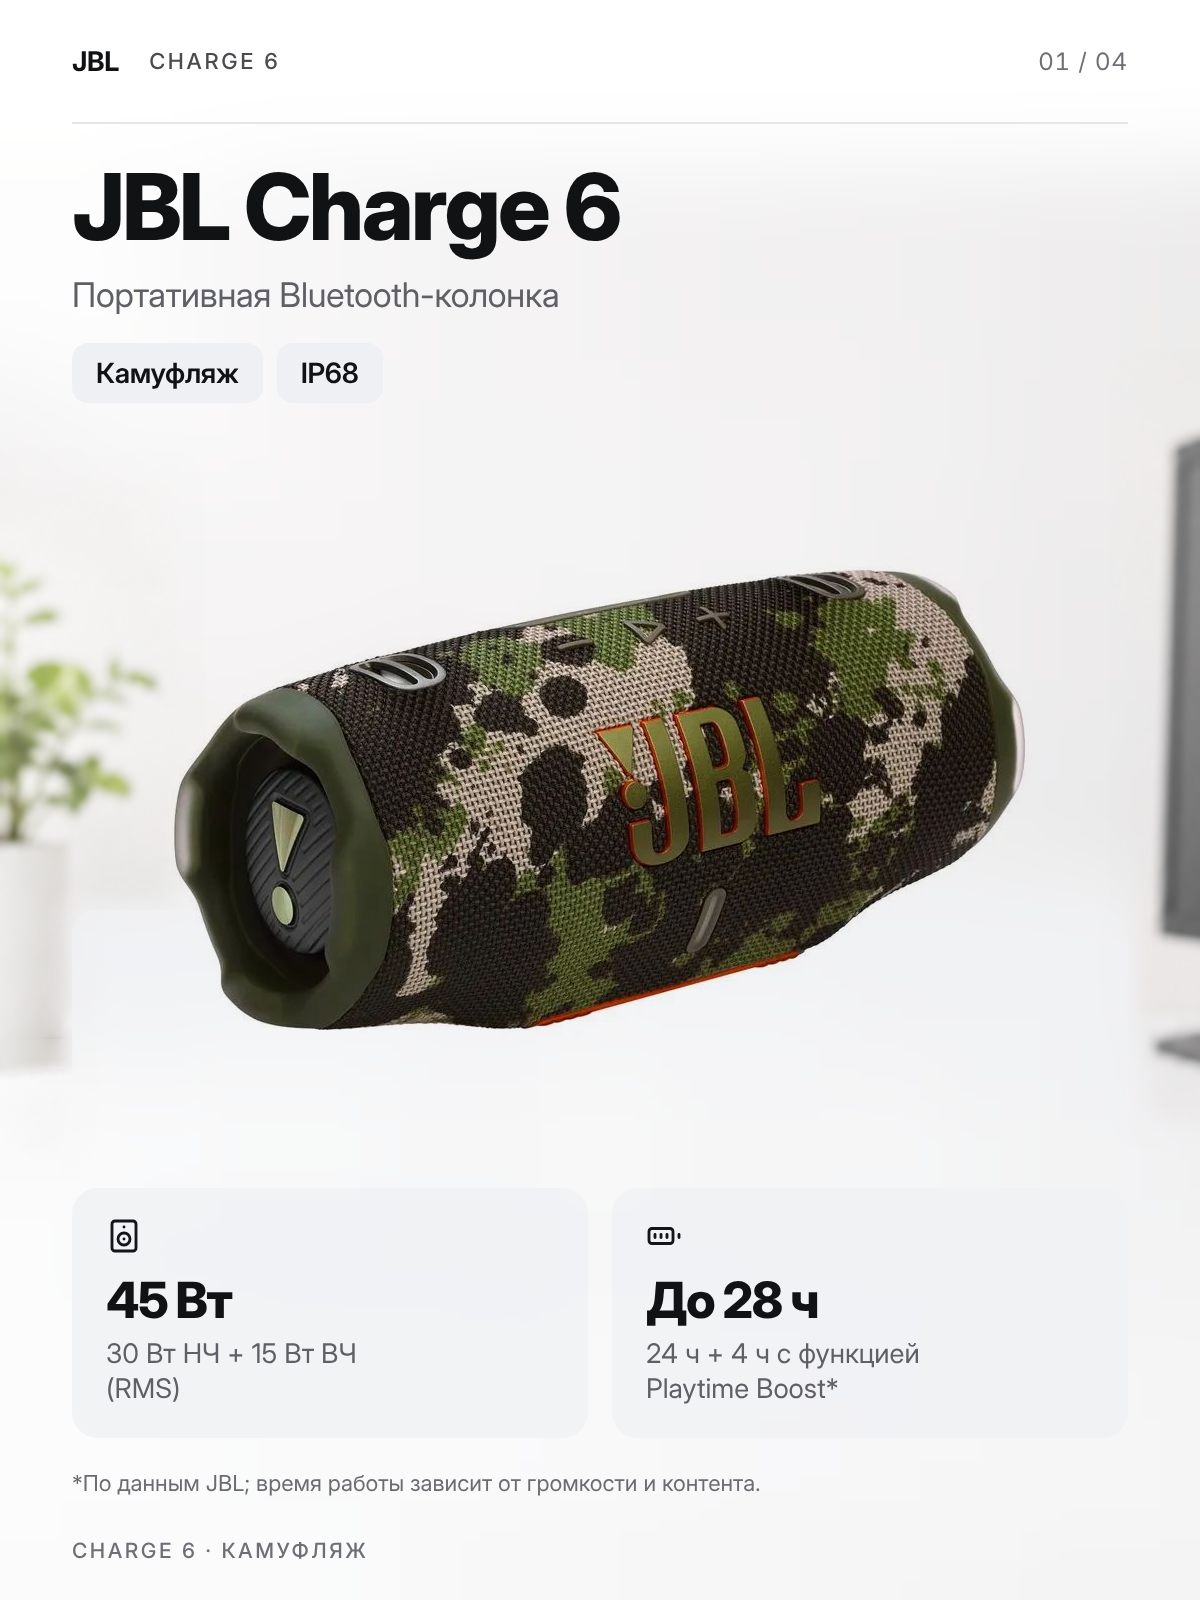 JBL CHARGE 6 01 / 04
JBL Charge 6
Портативная Bluetooth-колонка
Камуфляж IP68
JBL
45 Вт
30 Вт НЧ + 15 Вт ВЧ
(RMS)
До 28 ч
24 ч + 4 ч с функцией
Playtime Boost*
*По данным JBL; время работы зависит от громкости и контента.
CHARGE 6 · КАМУФЛЯЖ